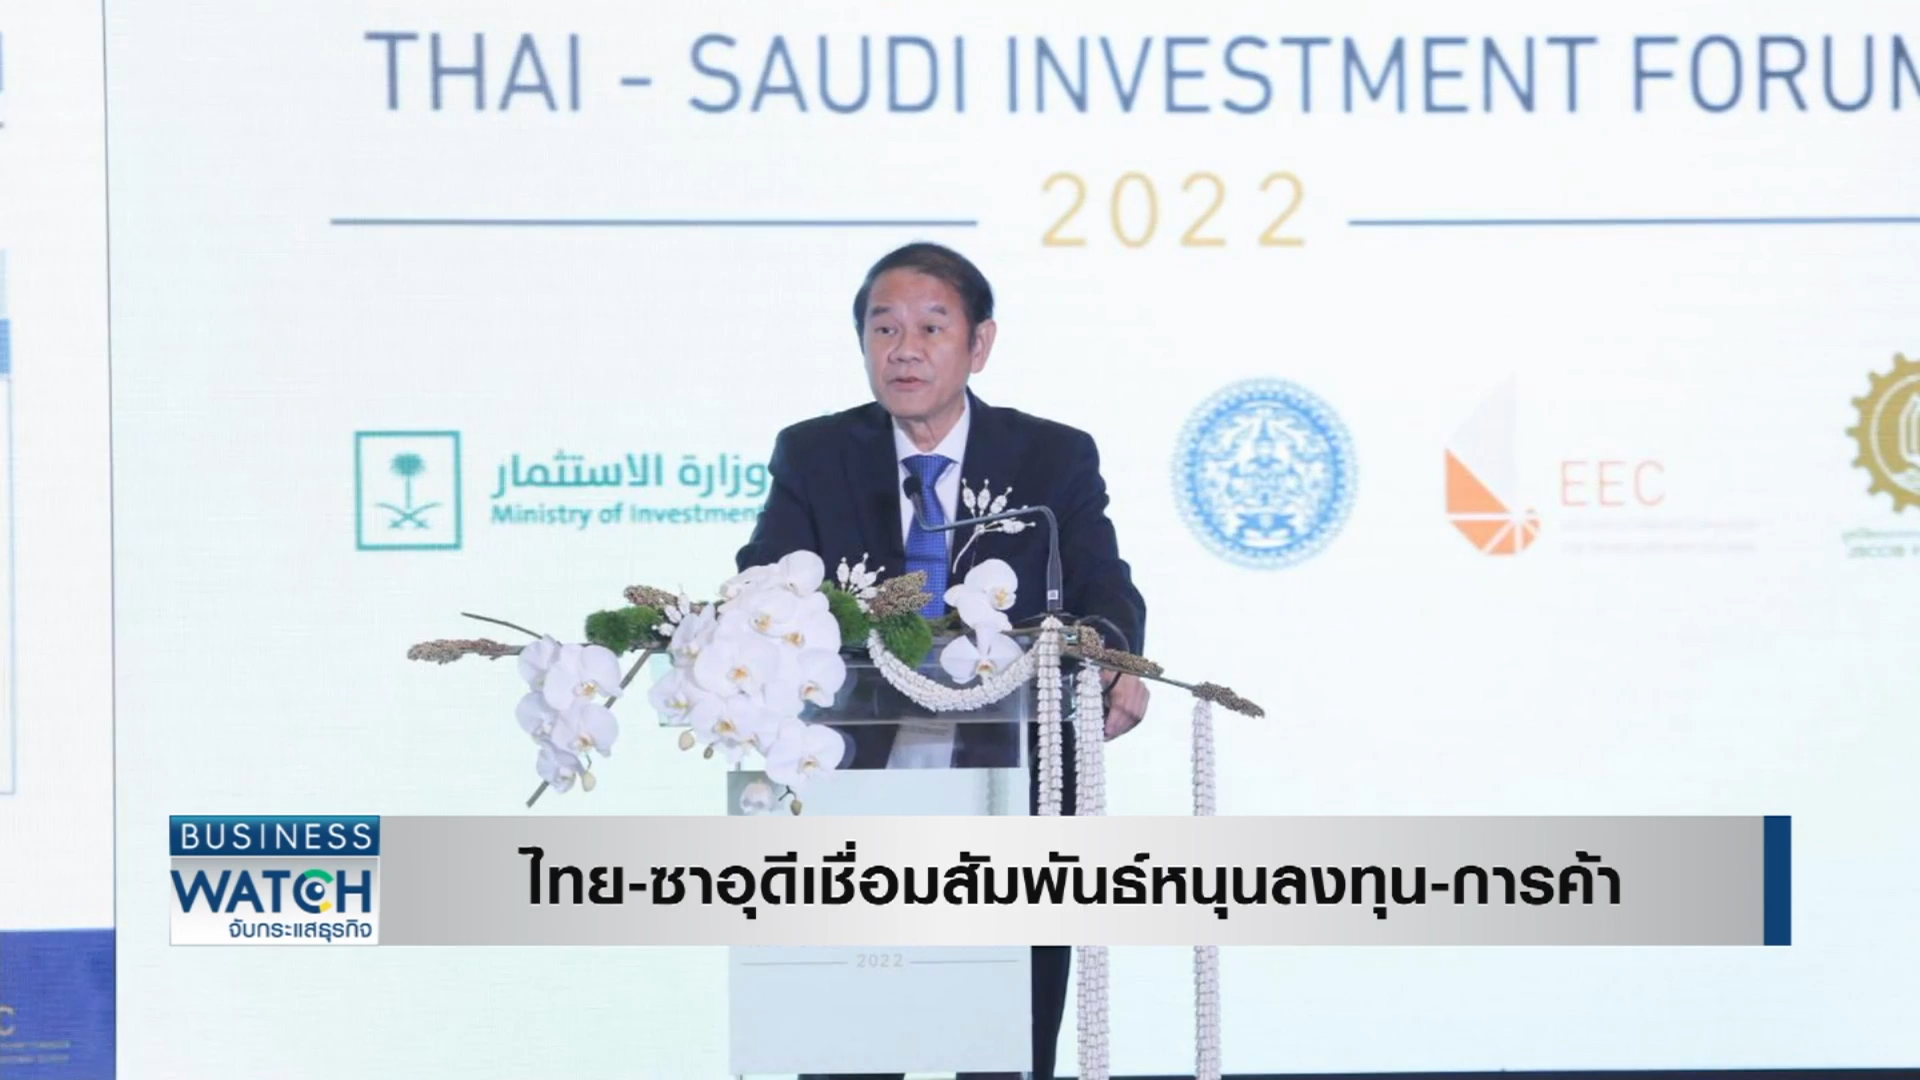 THAI - SAUDI INVESTMENT FORUM
2022
وزارة الاستثمار
Ministry of Investment
EEC
BUSINESS
WATCH
จับกระแสธุรกิจ
ไทย-ซาอุดีเชื่อมสัมพันธ์หนุนลงทุน-การค้า
2022